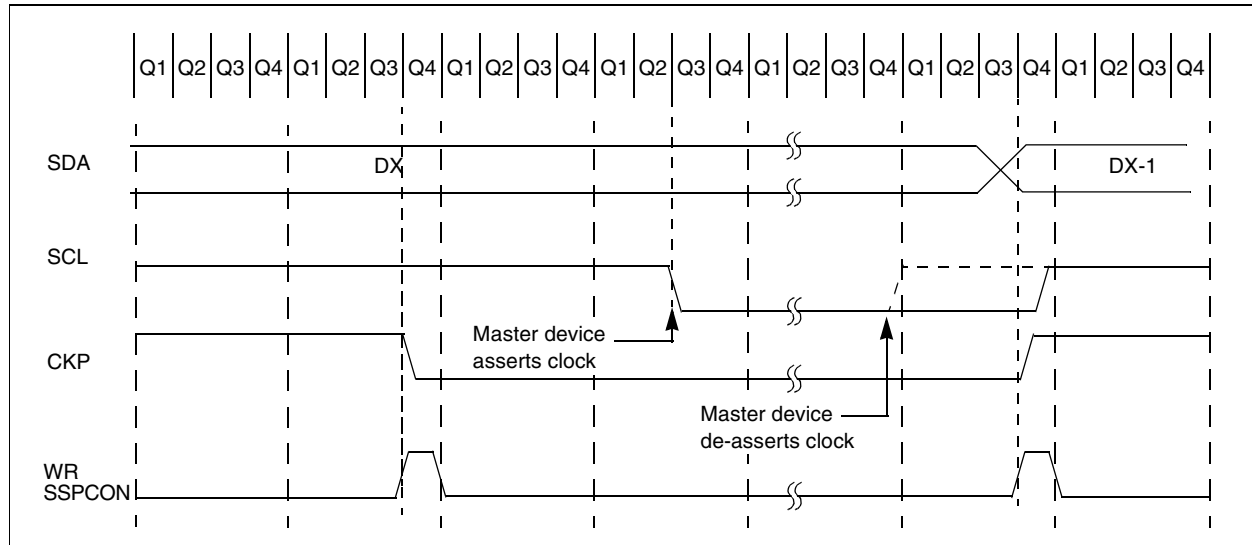 Q1 Q2 Q3 Q4 Q1 Q2 Q3 Q4 Q1 Q2 Q3 Q4 Q1 Q2 Q3 Q4 Q1 Q2 Q3 Q4 Q1 Q2 Q3 Q4 Q1 Q2 Q3 Q4
SDA DX DX-1
SCL
Master device
asserts clock
CKP
Master device
de-asserts clock
WR
SSPCON